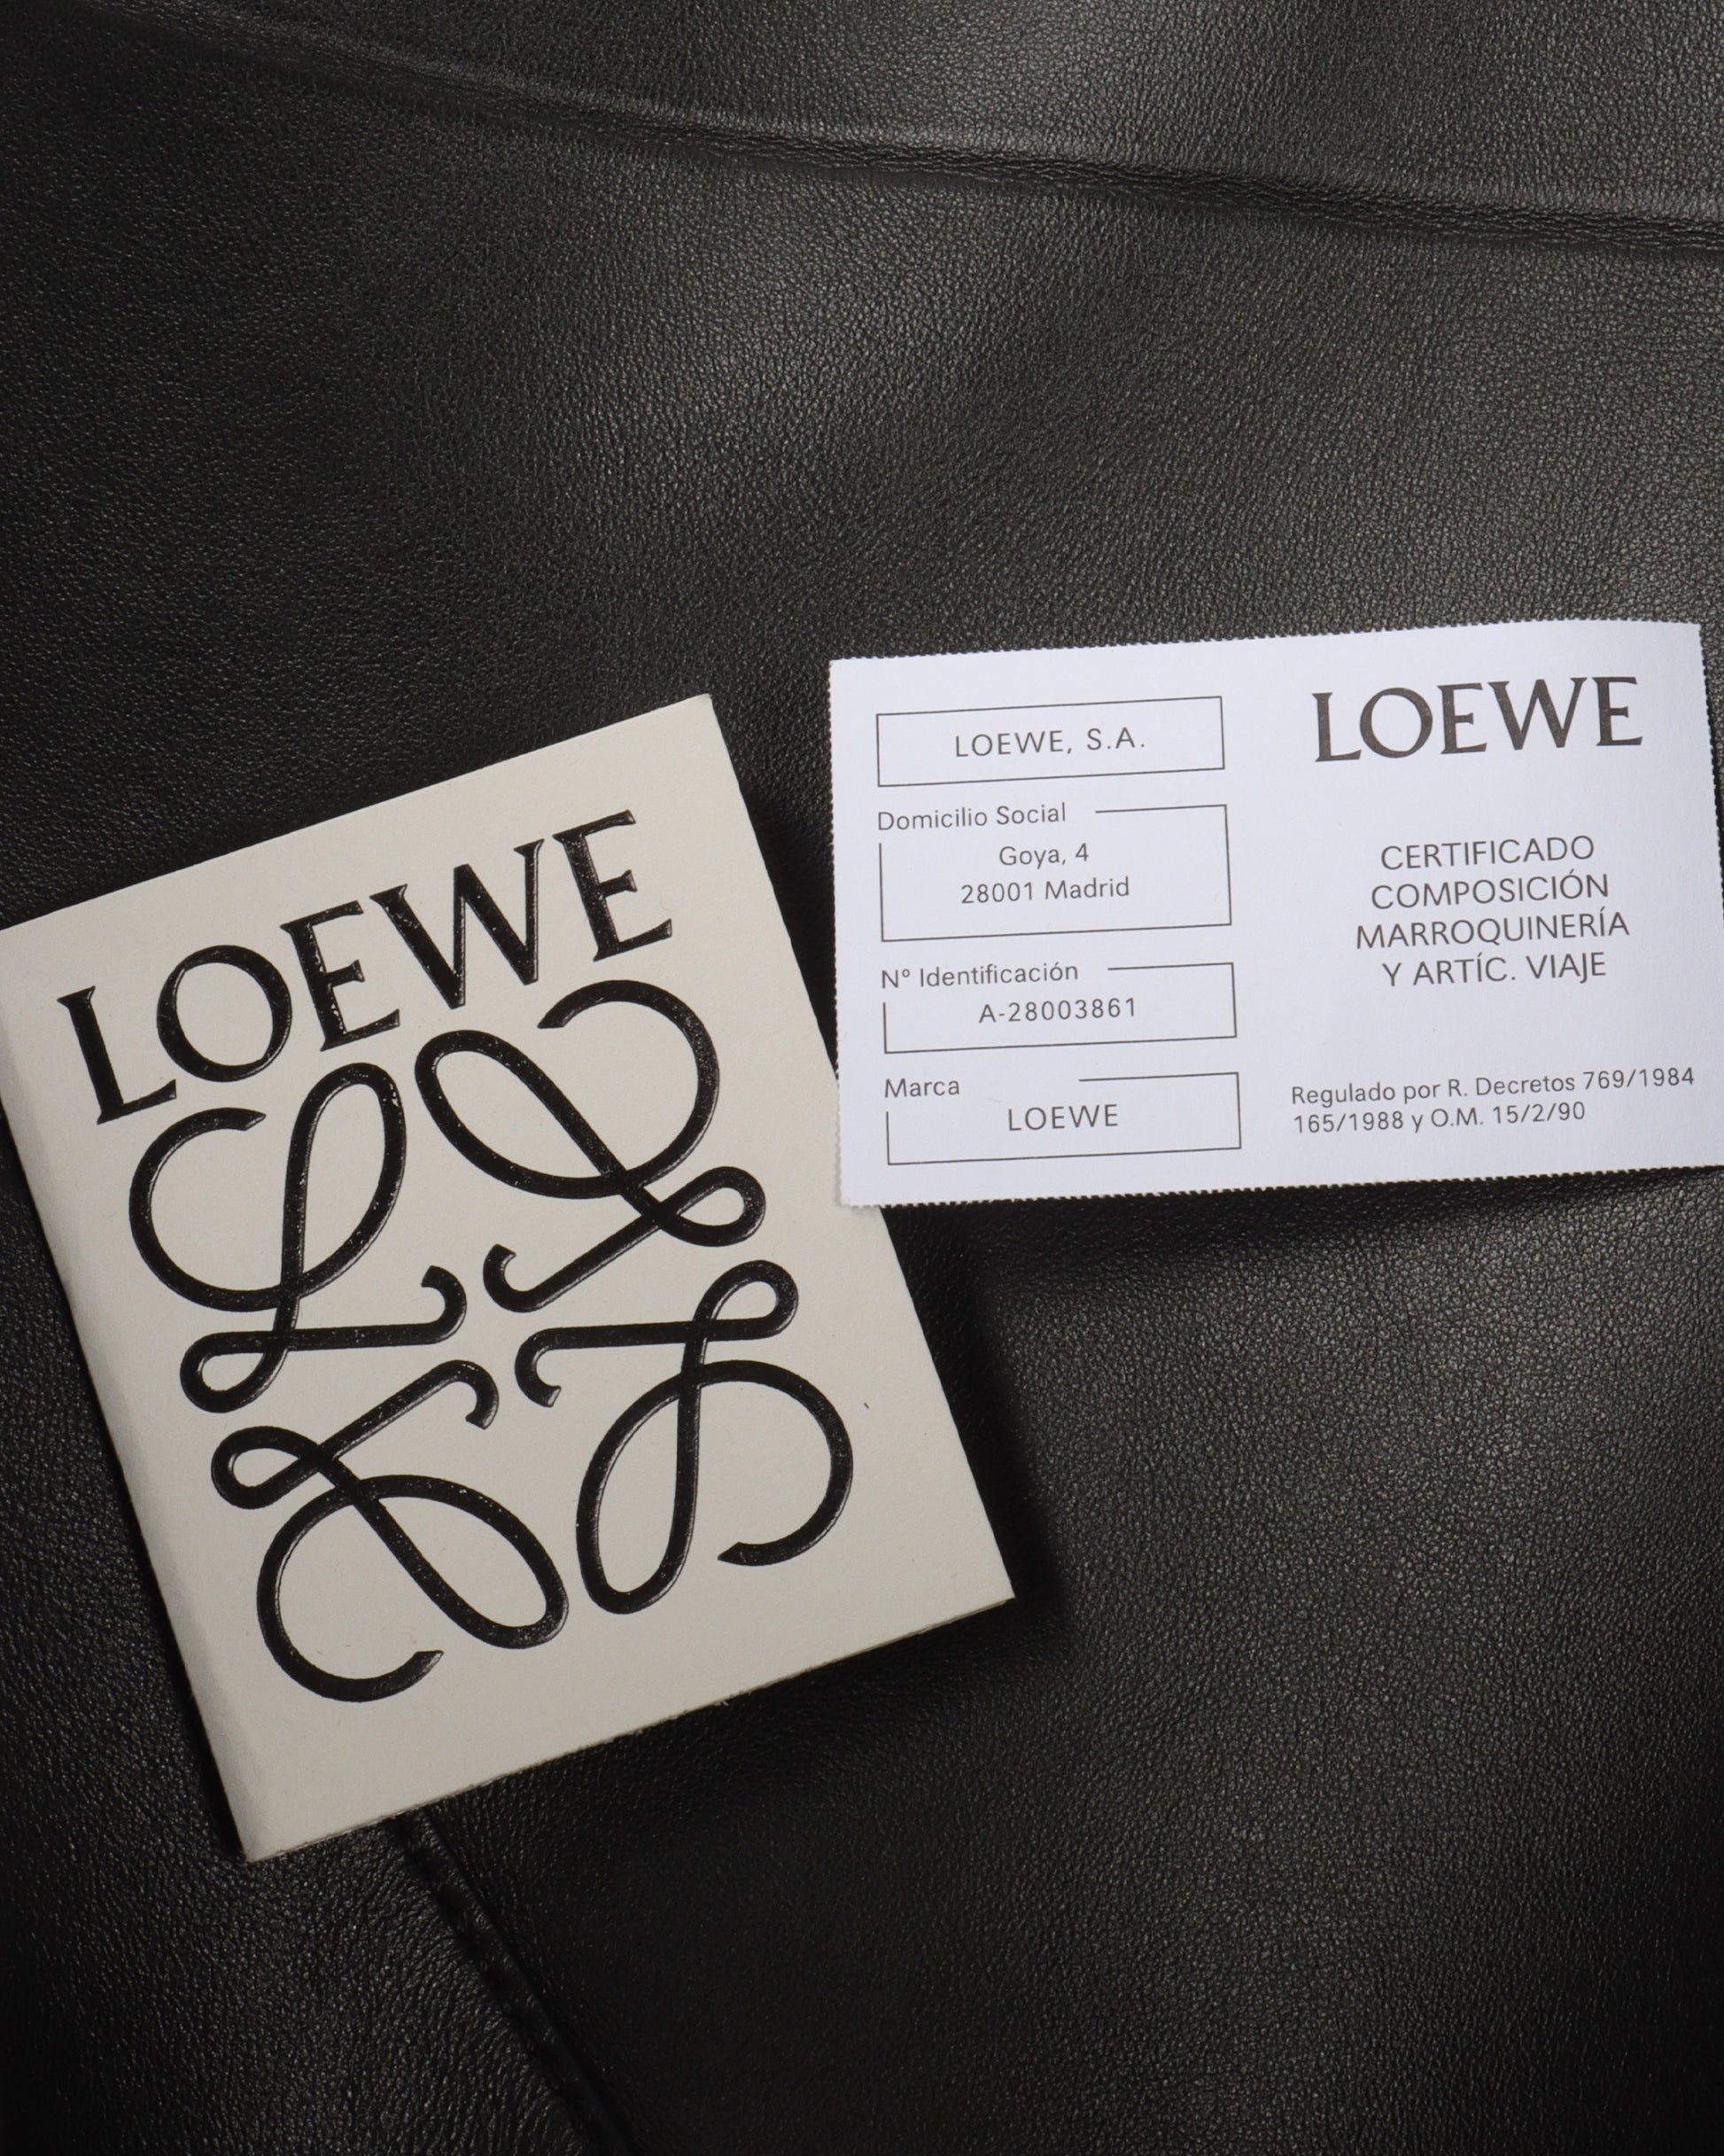 LOEWE
LOEWE, S.A.
Domicilio Social
Goya, 4
28001 Madrid
Nº Identificación
A-28003861
Marca
LOEWE
LOEWE
CERTIFICADO
COMPOSICIÓN
MARROQUINERÍA
Y ARTÍC. VIAJE
Regulado por R. Decretos 769/1984
165/1988 y O.M. 15/2/90